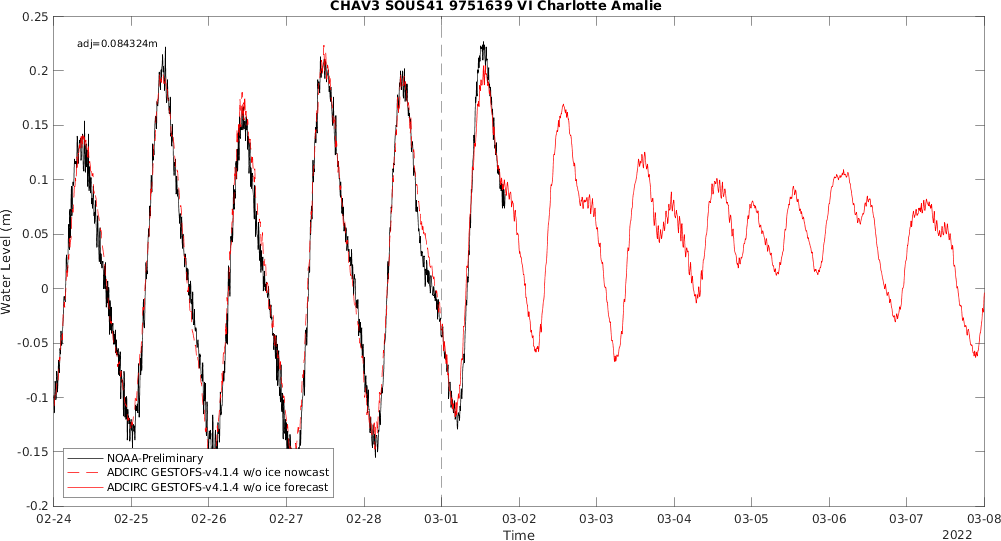 CHAV3 SOUS41 9751639 VI Charlotte Amalie
adj=0.084324m
0.25
0.2
0.15
0.1
0.05
0
-0.05
-0.1
-0.15
-0.2
Water Level (m)
NOAA-Preliminary
ADCIRC GESTOFS-v4.1.4 w/o ice nowcast
ADCIRC GESTOFS-v4.1.4 w/o ice forecast
02-24 02-25 02-26 02-27 02-28 03-01 03-02 03-03 03-04 03-05 03-06 03-07 03-08
Time
2022